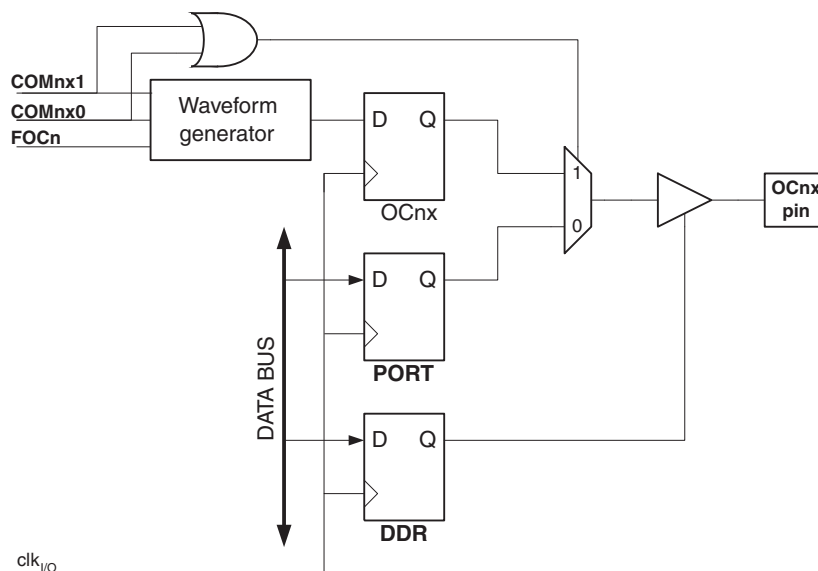 COMnx1
COMnx0
FOCn
Waveform
generator
D Q
OCnx
1
0
OCnx
pin
D Q
PORT
DATA BUS
D Q
DDR
clkI/O